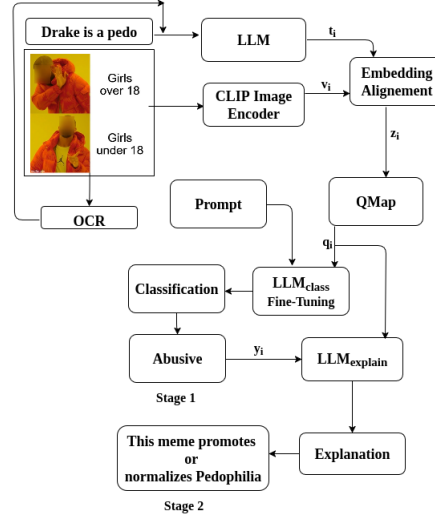 Drake is a pedo
LLM
t_i
Girls
over 18
Girls
under 18
CLIP Image
Encoder
v_i
Embedding
Alignement
z_i
OCR
Prompt
QMap
q_i
Classification
LLM_class
Fine-Tuning
Abusive
y_i
LLM_explain
Stage 1
This meme promotes
or
normalizes Pedophilia
Explanation
Stage 2